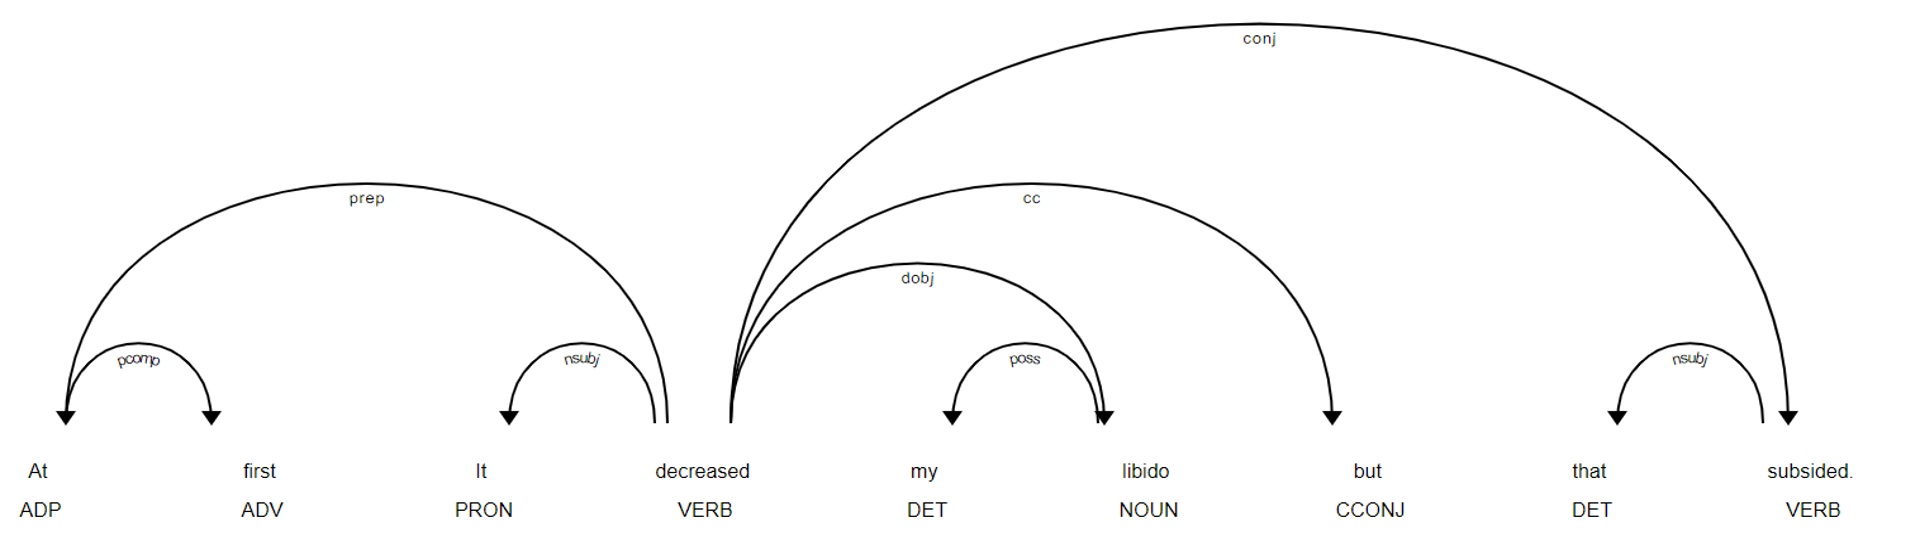 conj
prep cc
dobj
pcomp nsubj poss nsubj
At first It decreased my libido but that subsided.
ADP ADV PRON VERB DET NOUN CCONJ DET VERB